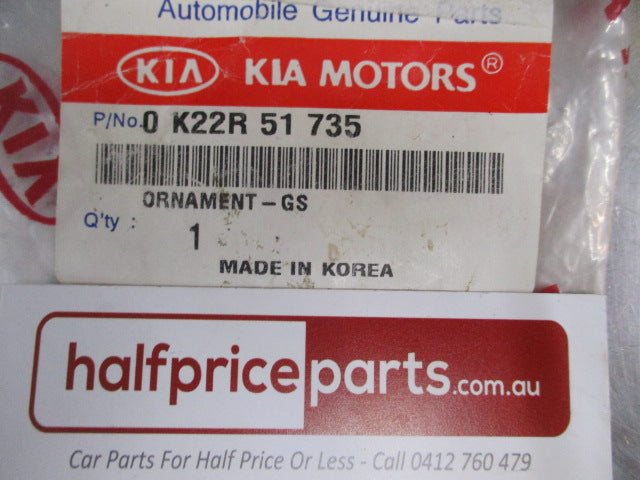 Automobile Genuine Parts
KIA KIA MOTORS®
P/No. 0 K22R 51 735
ORNAMENT-GS
Q'ty : 1
MADE IN KOREA
halfpriceparts.com.au
Car Parts For Half Price Or Less - Call 0412 760 479